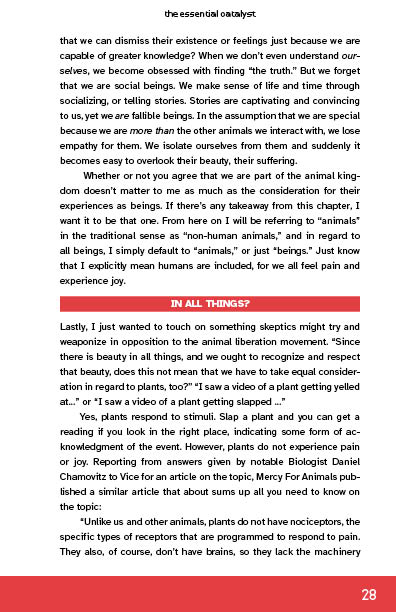 the essential catalyst
that we can dismiss their existence or feelings just because we are
capable of greater knowledge? When we don't even understand our-
selves, we become obsessed with finding "the truth." But we forget
that we are social beings. We make sense of life and time through
socializing, or telling stories. Stories are captivating and convincing
to us, yet we are fallible beings. In the assumption that we are special
because we are more than the other animals we interact with, we lose
empathy for them. We isolate ourselves from them and suddenly it
becomes easy to overlook their beauty, their suffering.
Whether or not you agree that we are part of the animal king-
dom doesn't matter to me as much as the consideration for their
experiences as beings. If there's any takeaway from this chapter, I
want it to be that one. From here on I will be referring to "animals"
in the traditional sense as "non-human animals," and in regard to
all beings, I simply default to "animals," or just "beings." Just know
that I explicitly mean humans are included, for we all feel pain and
experience joy.
IN ALL THINGS?
Lastly, I just wanted to touch on something skeptics might try and
weaponize in opposition to the animal liberation movement. "Since
there is beauty in all things, and we ought to recognize and respect
that beauty, does this not mean that we have to take equal consider-
ation in regard to plants, too?" "I saw a video of a plant getting yelled
at..." or "I saw a video of a plant getting slapped ..."
Yes, plants respond to stimuli. Slap a plant and you can get a
reading if you look in the right place, indicating some form of ac-
knowledgment of the event. However, plants do not experience pain
or joy. Reporting from answers given by notable Biologist Daniel
Chamovitz to Vice for an article on the topic, Mercy For Animals pub-
lished a similar article that about sums up all you need to know on
the topic:
"Unlike us and other animals, plants do not have nociceptors, the
specific types of receptors that are programmed to respond to pain.
They also, of course, don't have brains, so they lack the machinery
28